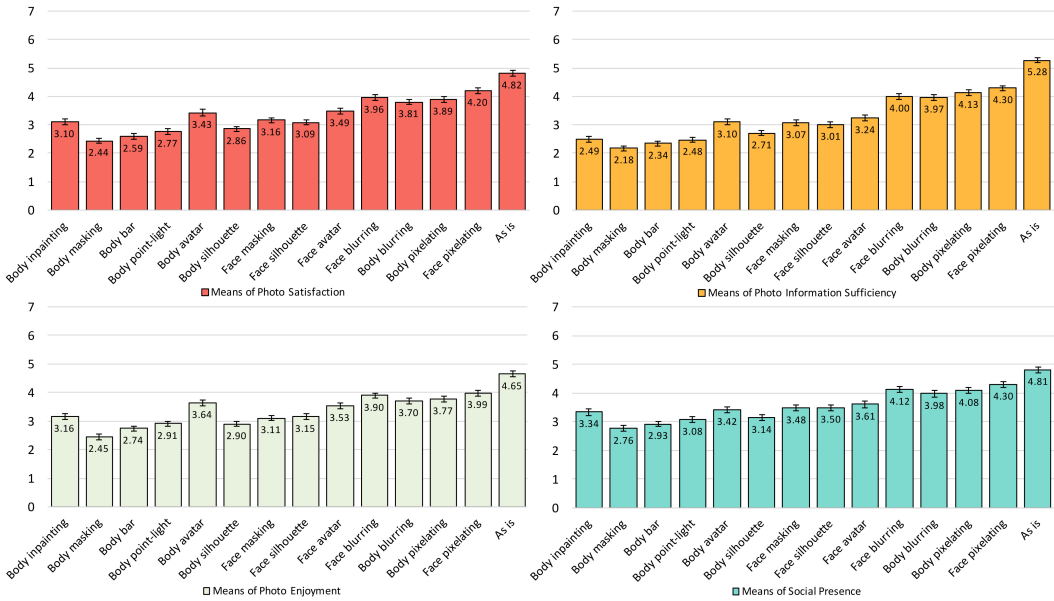 7
6
5
4
3
2
1
0
3.10 2.44 2.59 2.77 3.43 2.86 3.16 3.09 3.49 3.96 3.81 3.89 4.20 4.82
Body inpainting Body masking Body bar Body point-light Body avatar Body silhouette Face masking Face silhouette Face avatar Face blurring Body blurring Body pixelating Face pixelating As is
Means of Photo Satisfaction
7
6
5
4
3
2
1
0
2.49 2.18 2.34 2.48 3.10 2.71 3.07 3.01 3.24 4.00 3.97 4.13 4.30 5.28
Body inpainting Body masking Body bar Body point-light Body avatar Body silhouette Face masking Face silhouette Face avatar Face blurring Body blurring Body pixelating Face pixelating As is
Means of Photo Information Sufficiency
7
6
5
4
3
2
1
0
3.16 2.45 2.74 2.91 3.64 2.90 3.11 3.15 3.53 3.90 3.70 3.77 3.99 4.65
Body inpainting Body masking Body bar Body point-light Body avatar Body silhouette Face masking Face silhouette Face avatar Face blurring Body blurring Body pixelating Face pixelating As is
Means of Photo Enjoyment
7
6
5
4
3
2
1
0
3.34 2.76 2.93 3.08 3.42 3.14 3.48 3.50 3.61 4.12 3.98 4.08 4.30 4.81
Body inpainting Body masking Body bar Body point-light Body avatar Body silhouette Face masking Face silhouette Face avatar Face blurring Body blurring Body pixelating Face pixelating As is
Means of Social Presence